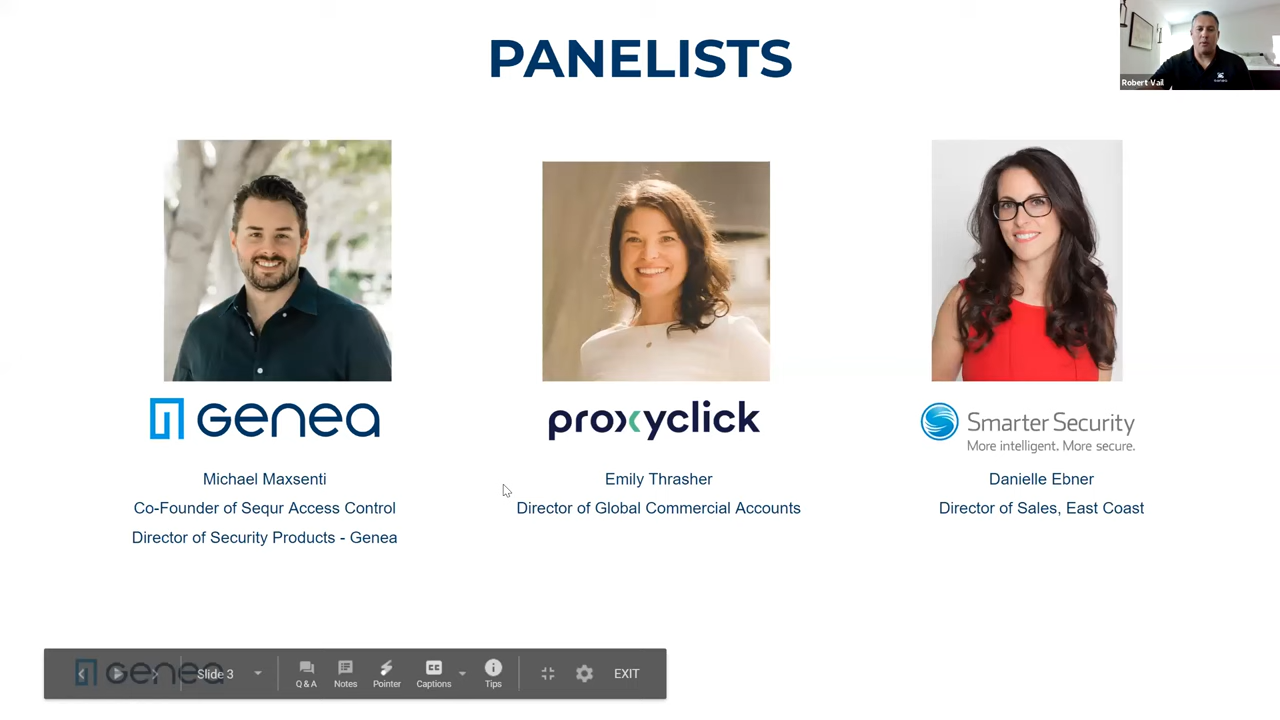 PANELISTS
Robert Vail
Genea
proxyclick
Smarter Security
More intelligent. More secure.
Michael Maxsenti
Co-Founder of Sequr Access Control
Director of Security Products - Genea
Emily Thrasher
Director of Global Commercial Accounts
Danielle Ebner
Director of Sales, East Coast
Genea
Slide 3
Q & A
Notes
Pointer
CC
Captions
Tips
EXIT